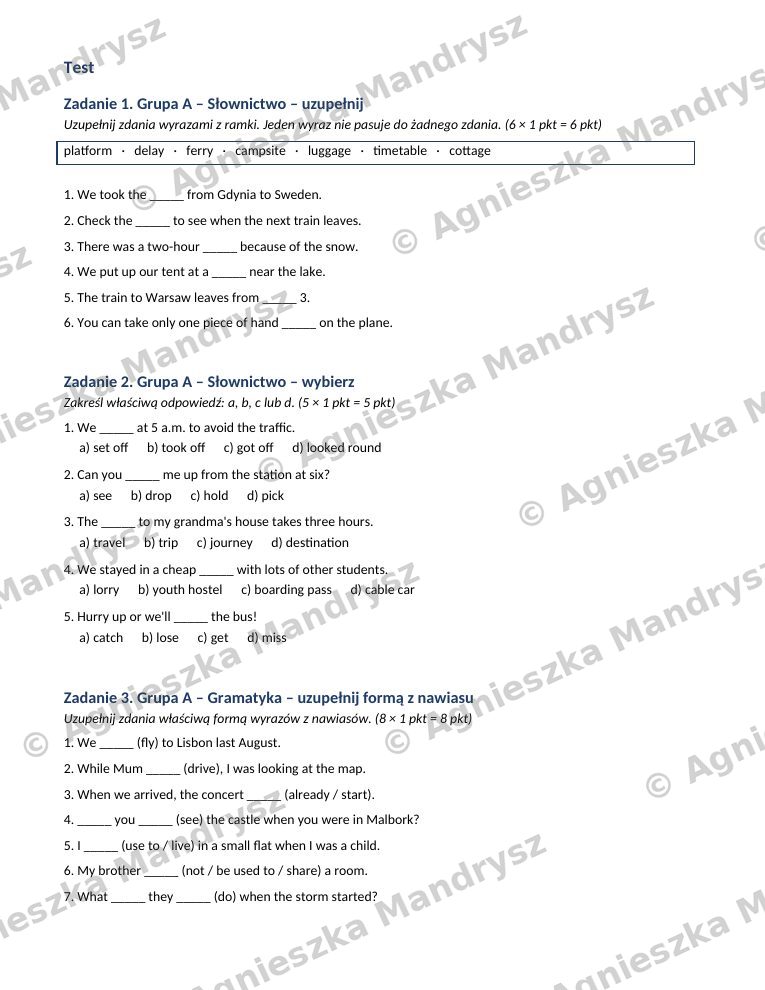 Test
Zadanie 1. Grupa A – Słownictwo – uzupełnij
Uzupełnij zdania wyrazami z ramki. Jeden wyraz nie pasuje do żadnego zdania. (6 × 1 pkt = 6 pkt)
platform · delay · ferry · campsite · luggage · timetable · cottage
1. We took the _____ from Gdynia to Sweden.
2. Check the _____ to see when the next train leaves.
3. There was a two-hour _____ because of the snow.
4. We put up our tent at a _____ near the lake.
5. The train to Warsaw leaves from _____ 3.
6. You can take only one piece of hand _____ on the plane.
Zadanie 2. Grupa A – Słownictwo – wybierz
Zakreśl właściwą odpowiedź: a, b, c lub d. (5 × 1 pkt = 5 pkt)
1. We _____ at 5 a.m. to avoid the traffic.
a) set off b) took off c) got off d) looked round
2. Can you _____ me up from the station at six?
a) see b) drop c) hold d) pick
3. The _____ to my grandma's house takes three hours.
a) travel b) trip c) journey d) destination
4. We stayed in a cheap _____ with lots of other students.
a) lorry b) youth hostel c) boarding pass d) cable car
5. Hurry up or we'll _____ the bus!
a) catch b) lose c) get d) miss
Zadanie 3. Grupa A – Gramatyka – uzupełnij formą z nawiasu
Uzupełnij zdania właściwą formą wyrazów z nawiasów. (8 × 1 pkt = 8 pkt)
1. We _____ (fly) to Lisbon last August.
2. While Mum _____ (drive), I was looking at the map.
3. When we arrived, the concert _____ (already / start).
4. _____ you _____ (see) the castle when you were in Malbork?
5. I _____ (use to / live) in a small flat when I was a child.
6. My brother _____ (not / be used to / share) a room.
7. What _____ they _____ (do) when the storm started?
© Agnieszka Mandrysz